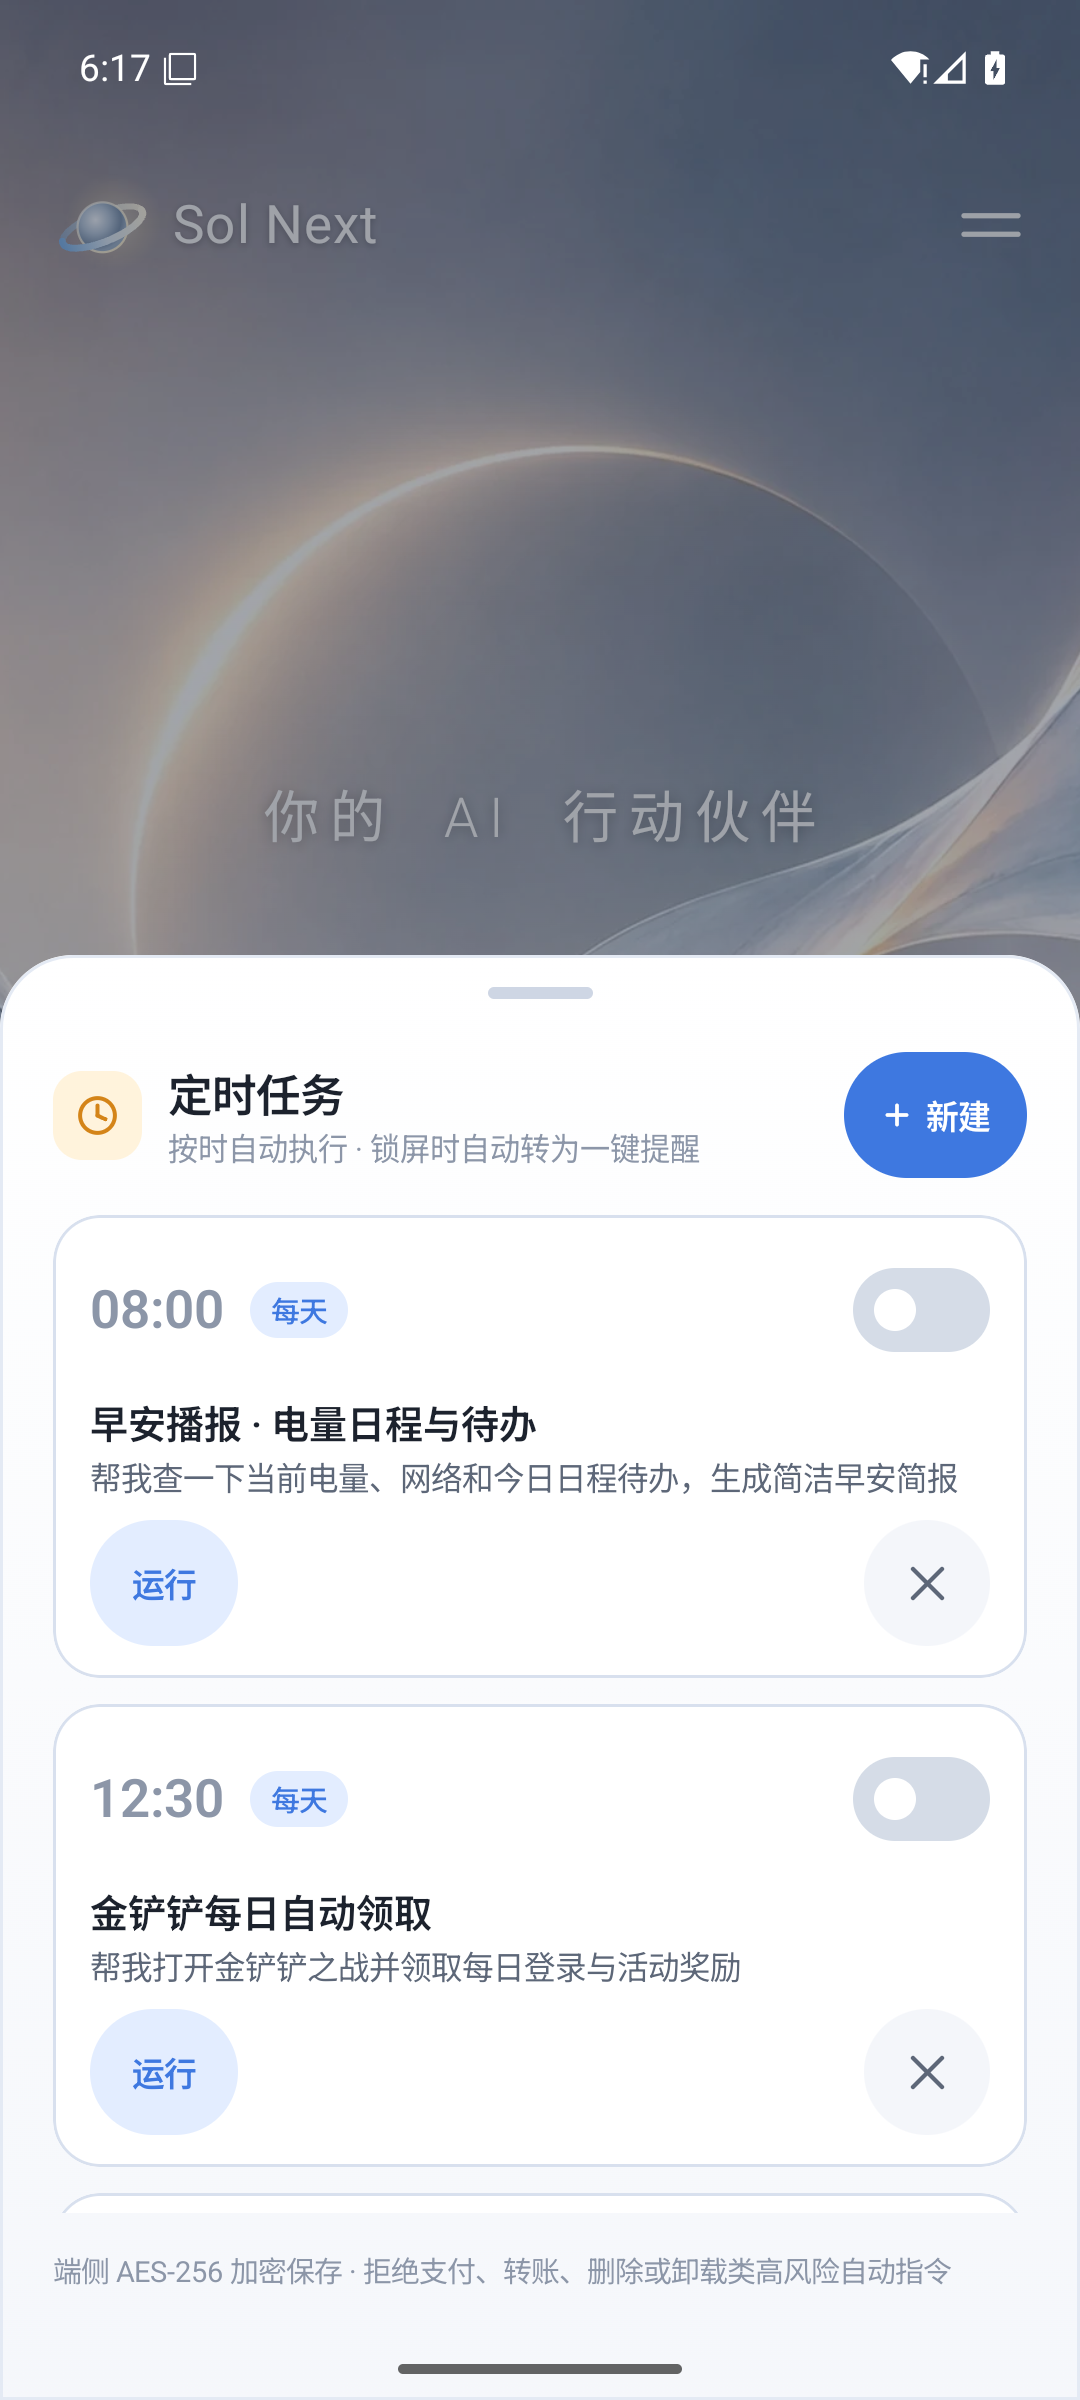 6:17
Sol Next
你的 AI 行动伙伴
定时任务
按时自动执行 · 锁屏时自动转为一键提醒
+ 新建
08:00 每天
早安播报 · 电量日程与待办
帮我查一下当前电量、网络和今日日程待办，生成简洁早安简报
运行
12:30 每天
金铲铲每日自动领取
帮我打开金铲铲之战并领取每日登录与活动奖励
运行
端侧 AES-256 加密保存 · 拒绝支付、转账、删除或卸载类高风险自动指令